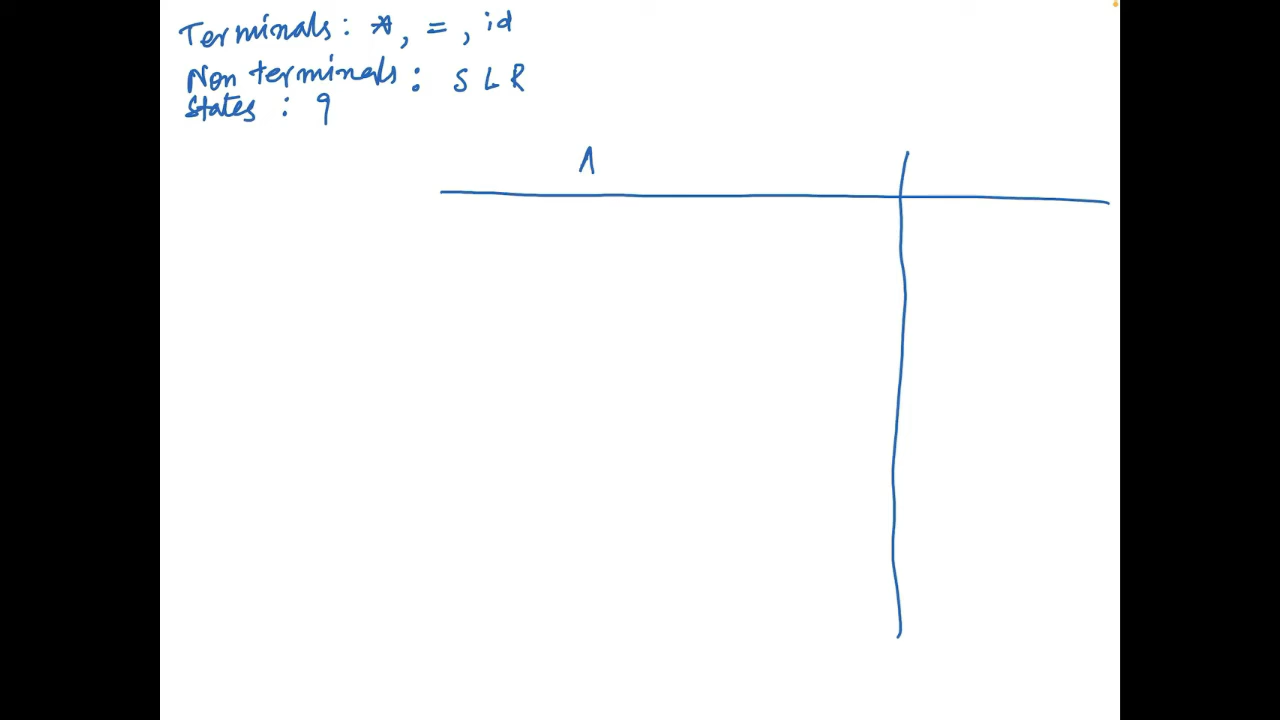 Terminals : *, =, id
Non terminals : S L R
States : 9